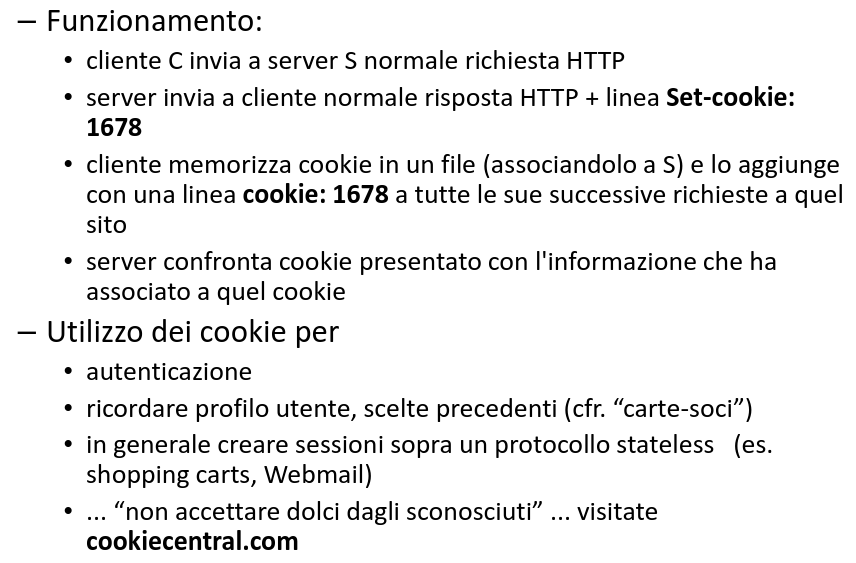 – Funzionamento:
• cliente C invia a server S normale richiesta HTTP
• server invia a cliente normale risposta HTTP + linea Set-cookie:
1678
• cliente memorizza cookie in un file (associandolo a S) e lo aggiunge
con una linea cookie: 1678 a tutte le sue successive richieste a quel
sito
• server confronta cookie presentato con l'informazione che ha
associato a quel cookie
– Utilizzo dei cookie per
• autenticazione
• ricordare profilo utente, scelte precedenti (cfr. “carte-soci”)
• in generale creare sessioni sopra un protocollo stateless (es.
shopping carts, Webmail)
• ... “non accettare dolci dagli sconosciuti” ... visitate
cookiecentral.com